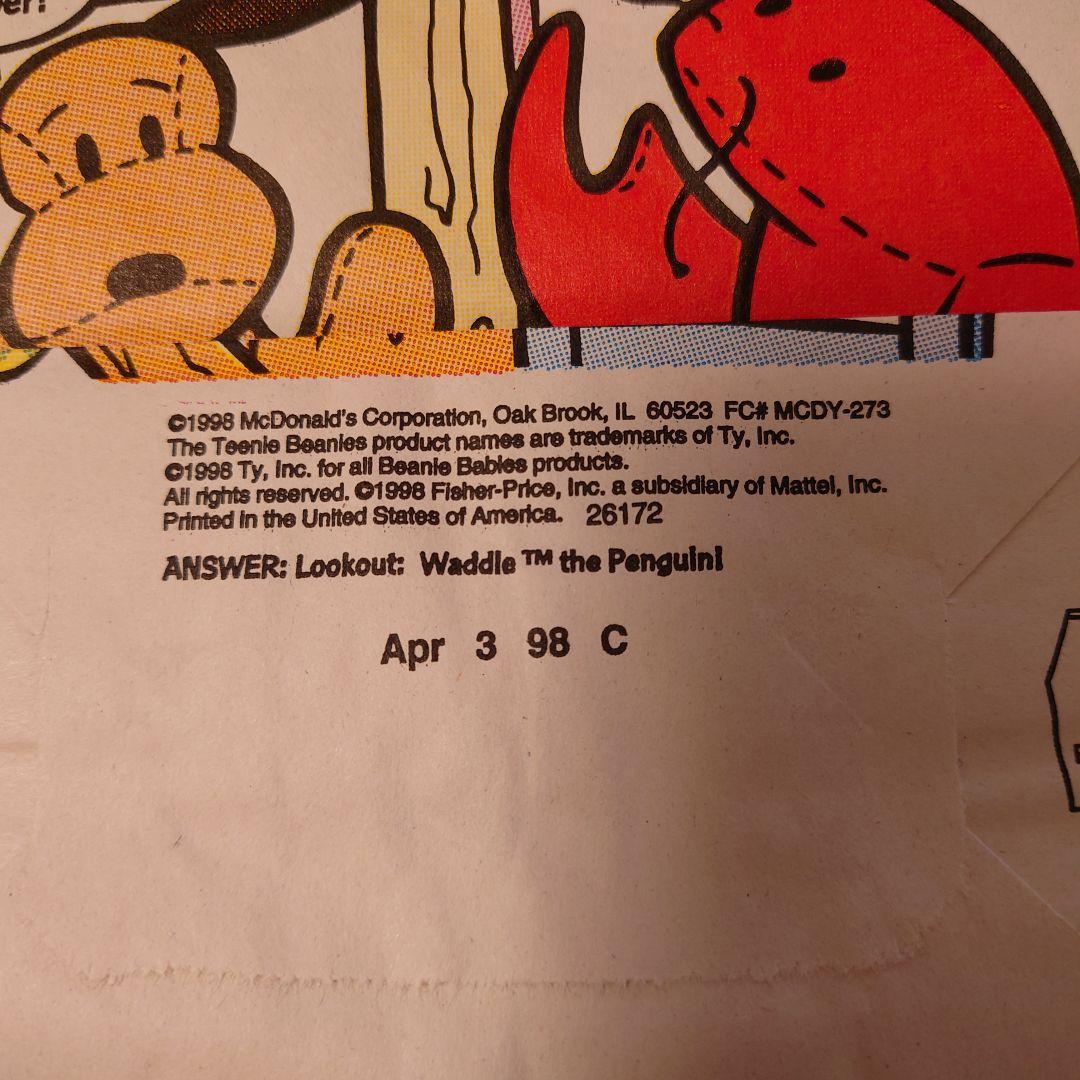 ©1998 McDonald's Corporation, Oak Brook, IL 60523 FC# MCDY-273
The Teenie Beanies product names are trademarks of Ty, Inc.
©1998 Ty, Inc. for all Beanie Babies products.
All rights reserved. ©1998 Fisher-Price, Inc. a subsidiary of Mattel, Inc.
Printed in the United States of America. 26172
ANSWER: Lookout: Waddle™ the Penguin!
Apr 3 98 C